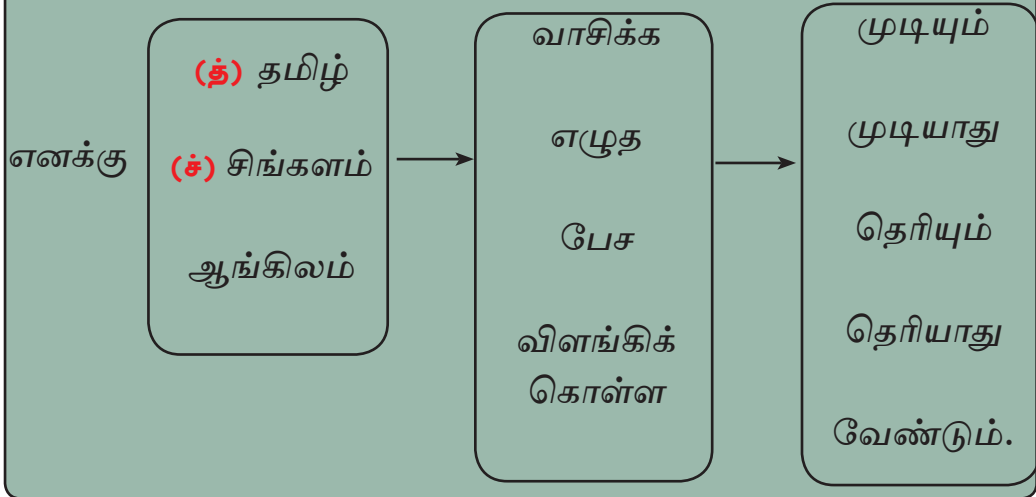 எனக்கு
(த்) தமிழ்
(ச்) சிங்களம்
ஆங்கிலம்
வாசிக்க
எழுத
பேச
விளங்கிக்
கொள்ள
முடியும்
முடியாது
தெரியும்
தெரியாது
வேண்டும்.